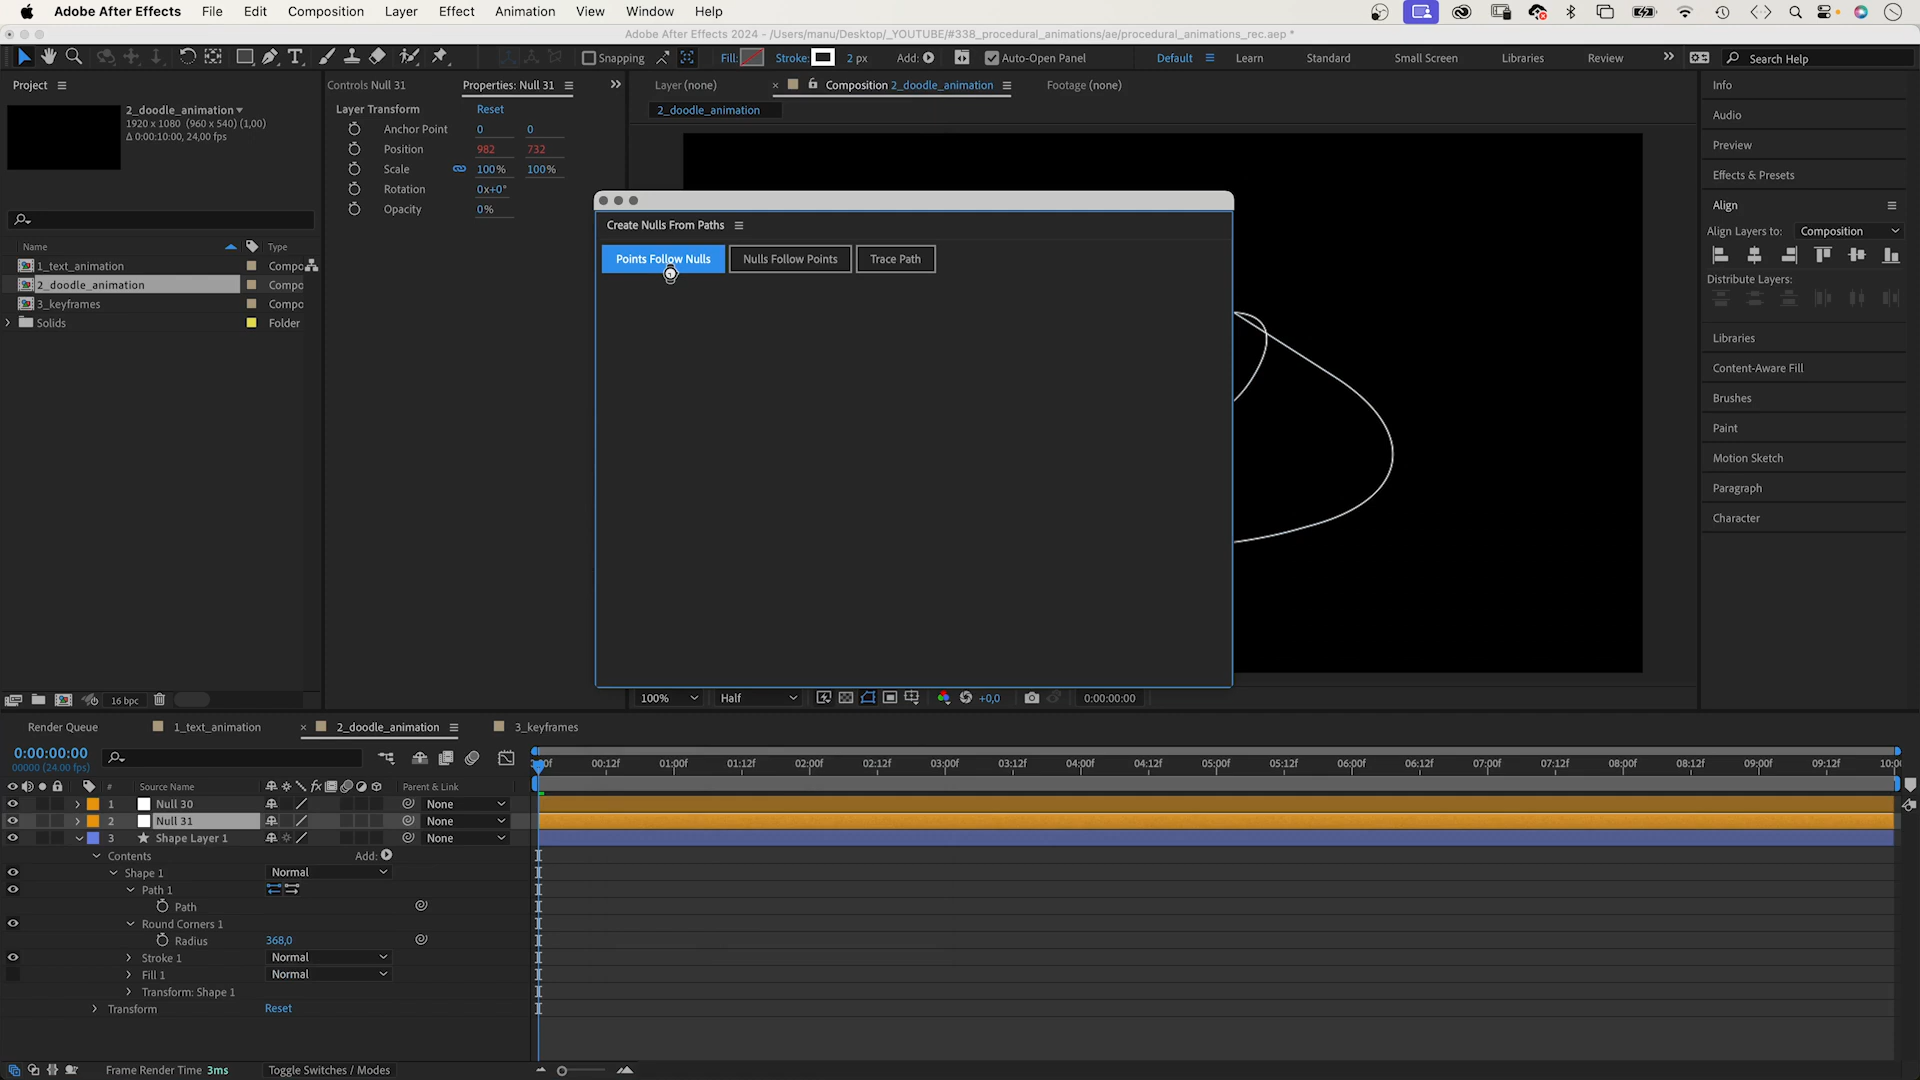 Adobe After Effects File Edit Composition Layer Effect Animation View Window Help
Adobe After Effects 2024 - /Users/manu/Desktop/_YOUTUBE/#338_procedural_animations/ae/procedural_animations_rec.aep *
Snapping Fill: Stroke: 2 px Add: Auto-Open Panel Default Learn Standard Small Screen Libraries Review Search Help
Project
2_doodle_animation
1920 x 1080 (960 x 540) (1,00)
Δ 0:00:10:00, 24,00 fps
Name Type
1_text_animation Compo
2_doodle_animation Compo
3_keyframes Compo
Solids Folder
16 bpc
Controls Null 31 Properties: Null 31
Layer Transform Reset
Anchor Point 0 0
Position 982 732
Scale 100% 100%
Rotation 0x+0°
Opacity 0%
Layer (none) Composition 2_doodle_animation Footage (none)
2_doodle_animation
Create Nulls From Paths
Points Follow Nulls Nulls Follow Points Trace Path
100% Half +0,0 0:00:00:00
Info
Audio
Preview
Effects & Presets
Align
Align Layers to: Composition
Distribute Layers:
Libraries
Content-Aware Fill
Brushes
Paint
Motion Sketch
Paragraph
Character
Render Queue 1_text_animation × 2_doodle_animation 3_keyframes
0:00:00:00
00000 (24.00 fps)
00:12f 01:00f 01:12f 02:00f 02:12f 03:00f 03:12f 04:00f 04:12f 05:00f 05:12f 06:00f 06:12f 07:00f 07:12f 08:00f 08:12f 09:00f 09:12f
# Source Name Parent & Link
1 Null 30 None
2 Null 31 None
3 Shape Layer 1 None
Contents Add:
Shape 1 Normal
Path 1
Path
Round Corners 1
Radius 368,0
Stroke 1 Normal
Fill 1 Normal
Transform: Shape 1
Transform Reset
Frame Render Time 3ms Toggle Switches / Modes